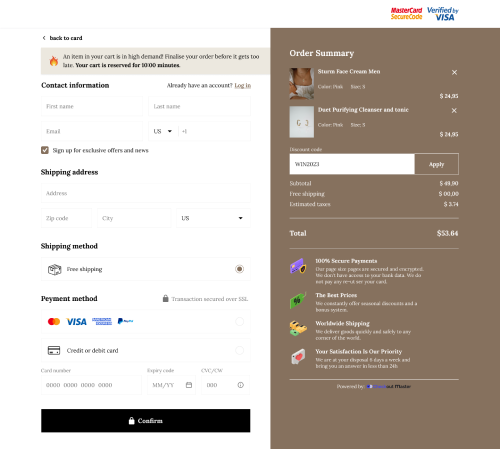 MasterCard
SecureCode
Verified by
VISA
back to card
An item in your cart is in high demand! Finalise your order before it gets too
late. Your cart is reserved for 10:00 minutes.
Contact information
Already have an account? Log in
First name
Last name
Email
US
+1
Sign up for exclusive offers and news
Shipping address
Address
Zip code
City
US
Shipping method
Free shipping
Payment method
Transaction secured over SSL
VISA
AMERICAN EXPRESS
PayPal
Credit or debit card
Card number
Expiry code
CVC/CVV
0000 0000 0000 0000
MM/YY
000
Confirm
Order Summary
Sturm Face Cream Men
Color: Pink
Size: S
$ 24,95
Duet Purifying Cleanser and tonic
Color: Pink
Size: S
$ 24,95
Discount code
WIN2023
Apply
Subtotal
$ 49,90
Free shipping
$ 00,00
Estimated taxes
$ 3.74
Total
$53.64
100% Secure Payments
Our page size pages are secured and encrypted.
We don't have access to your bank data. We do
not pay any re-ut ser your card.
The Best Prices
We constantly offer seasonal discounts and a
bonus system.
Worldwide Shipping
We deliver goods quickly and safely to any
corner of the world.
Your Satisfaction Is Our Priority
We are at your disposal 6 days a week and
bring you an answer in less than 24h
Powered by
out Master